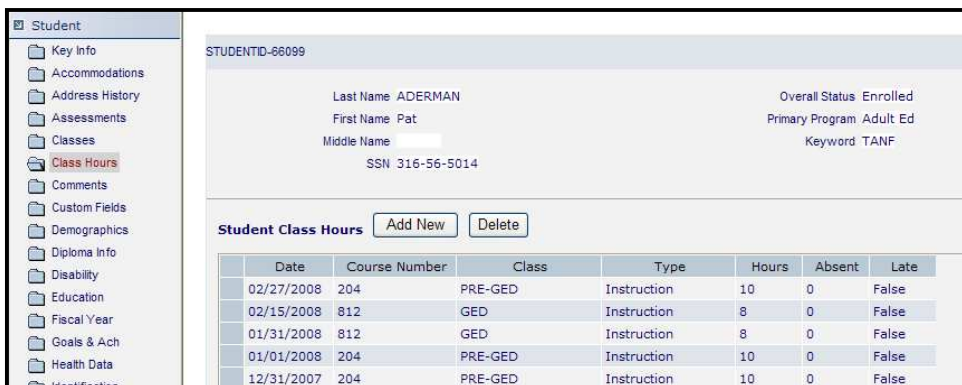 Student
Key Info
Accommodations
Address History
Assessments
Classes
Class Hours
Comments
Custom Fields
Demographics
Diploma Info
Disability
Education
Fiscal Year
Goals & Ach
Health Data
STUDENTID-66099
Last Name ADERMAN Overall Status Enrolled
First Name Pat Primary Program Adult Ed
Middle Name Keyword TANF
SSN 316-56-5014
Student Class Hours Add New Delete
Date Course Number Class Type Hours Absent Late
02/27/2008 204 PRE-GED Instruction 10 0 False
02/15/2008 812 GED Instruction 8 0 False
01/31/2008 812 GED Instruction 8 0 False
01/01/2008 204 PRE-GED Instruction 10 0 False
12/31/2007 204 PRE-GED Instruction 10 0 False